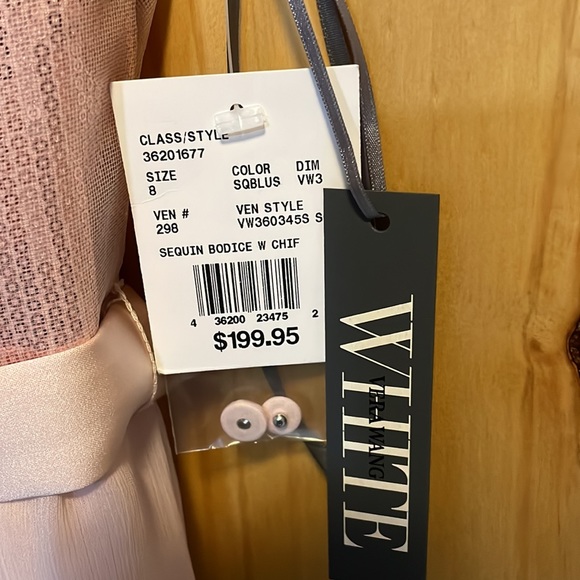 CLASS/STYLE
36201677
SIZE COLOR DIM
8 SQBLUS VW3
VEN # VEN STYLE
298 VW360345S S
SEQUIN BODICE W CHIF
4 36200 23475 2
$199.95
WHITE
VERA WANG